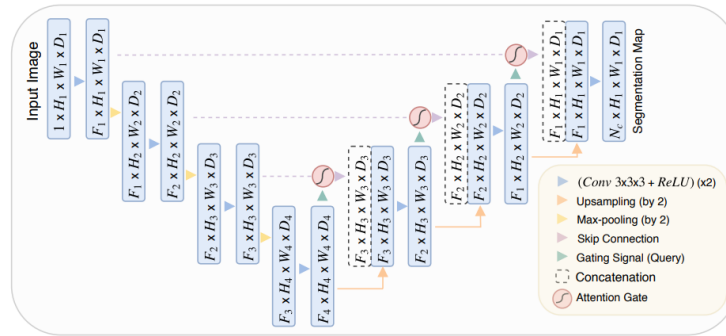 Input Image
1 x H₁ x W₁ x D₁
F₁ x H₁ x W₁ x D₁
F₁ x H₂ x W₂ x D₂
F₂ x H₂ x W₂ x D₂
F₂ x H₃ x W₃ x D₃
F₃ x H₃ x W₃ x D₃
F₃ x H₄ x W₄ x D₄
F₄ x H₄ x W₄ x D₄
F₃ x H₃ x W₃ x D₃
F₃ x H₃ x W₃ x D₃
F₂ x H₃ x W₃ x D₃
F₂ x H₂ x W₂ x D₂
F₂ x H₂ x W₂ x D₂
F₁ x H₂ x W₂ x D₂
F₁ x H₁ x W₁ x D₁
F₁ x H₁ x W₁ x D₁
N꜀ x H₁ x W₁ x D₁
Segmentation Map
(Conv 3x3x3 + ReLU) (x2)
Upsampling (by 2)
Max-pooling (by 2)
Skip Connection
Gating Signal (Query)
Concatenation
Attention Gate